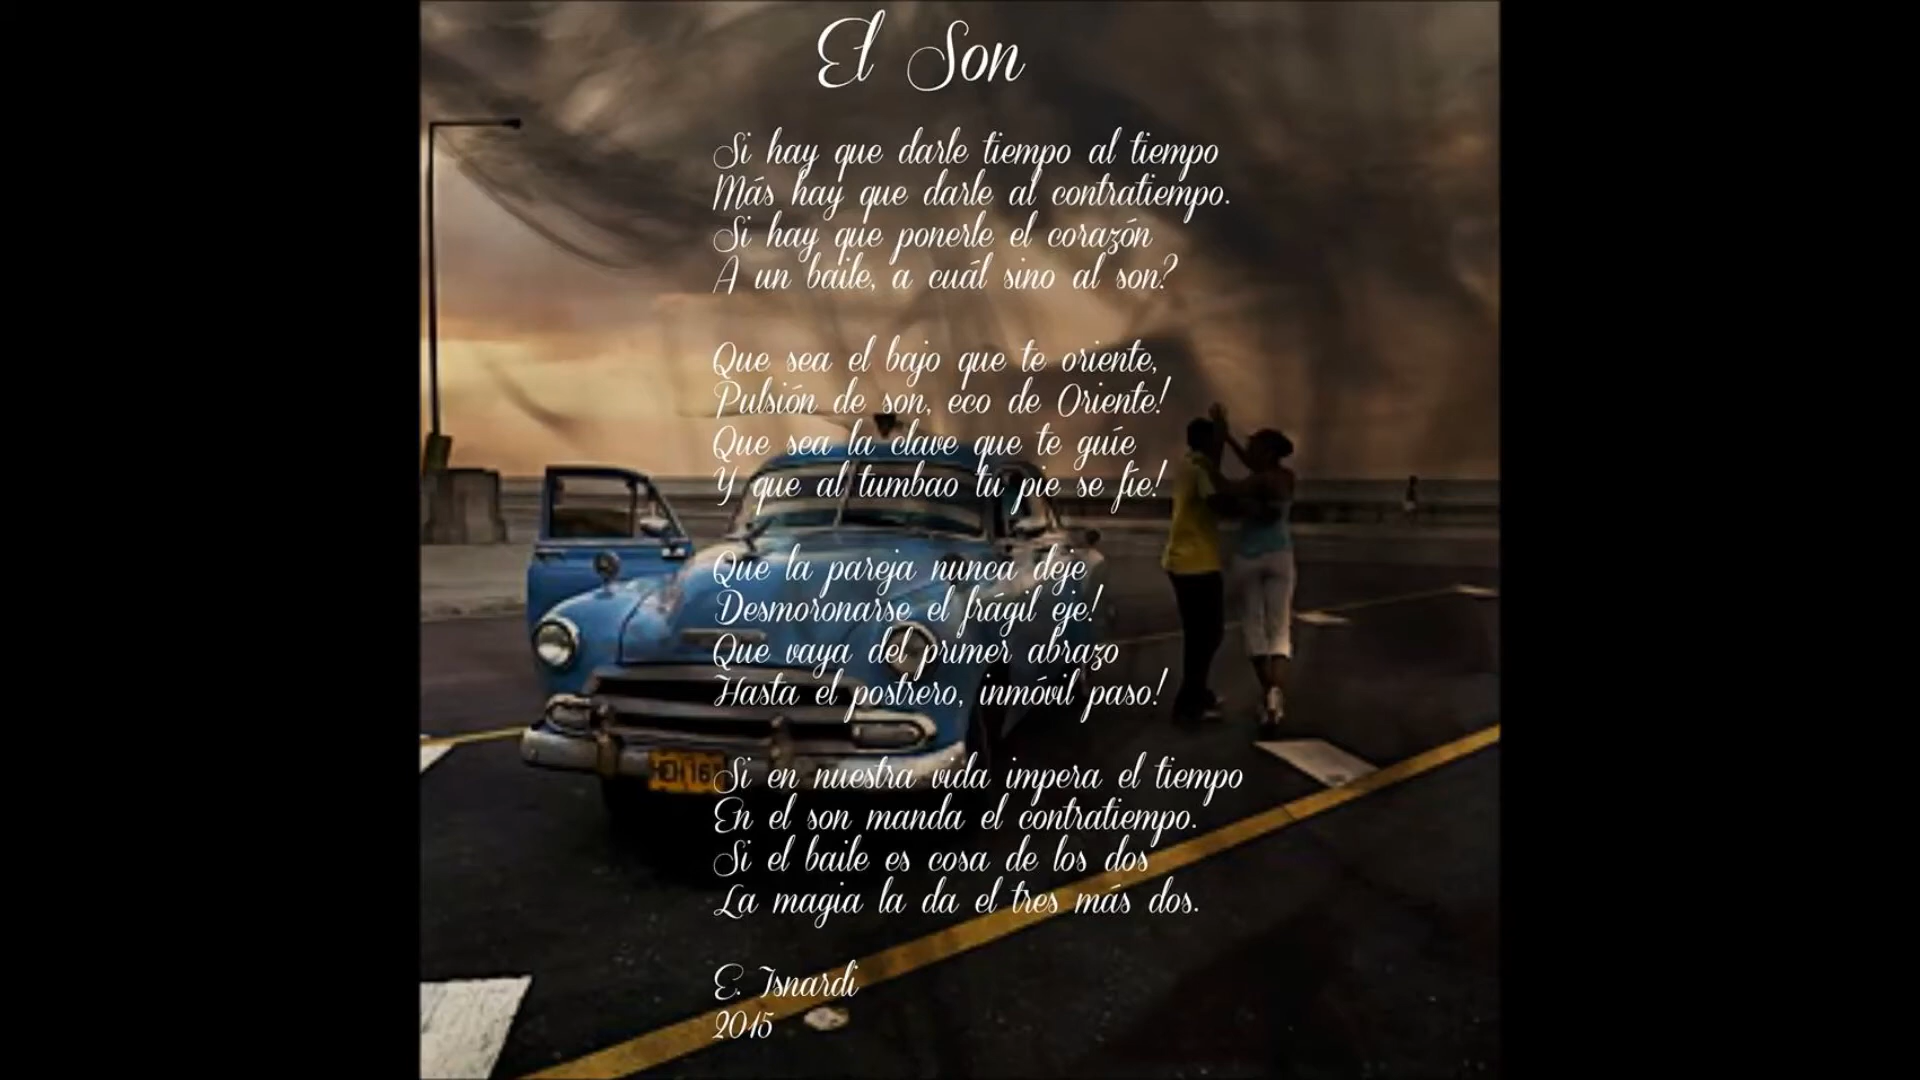 El Son
Si hay que darle tiempo al tiempo
Más hay que darle al contratiempo.
Si hay que ponerle el corazón
A un baile, a cuál sino al son?
Que sea el bajo que te oriente,
Pulsión de son, eco de Oriente!
Que sea la clave que te guíe
Y que al tumbao tu pie se fíe!
Que la pareja nunca deje
Desmoronarse el frágil eje!
Que vaya del primer abrazo
Hasta el postrero, inmóvil paso!
Si en nuestra vida impera el tiempo
En el son manda el contratiempo.
Si el baile es cosa de los dos
La magia la da el tres más dos.
E. Isnardi
2015